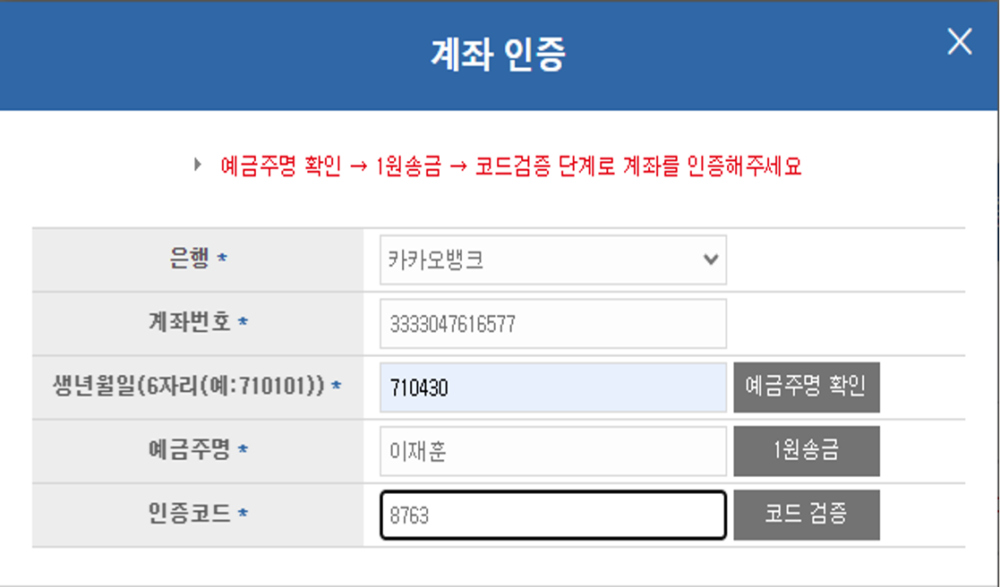 계좌 인증
예금주명 확인 → 1원송금 → 코드검증 단계로 계좌를 인증해주세요
은행 * 카카오뱅크
계좌번호 * 3333047616577
생년월일(6자리(예:710101)) * 710430 예금주명 확인
예금주명 * 이재훈 1원송금
인증코드 * 8763 코드 검증